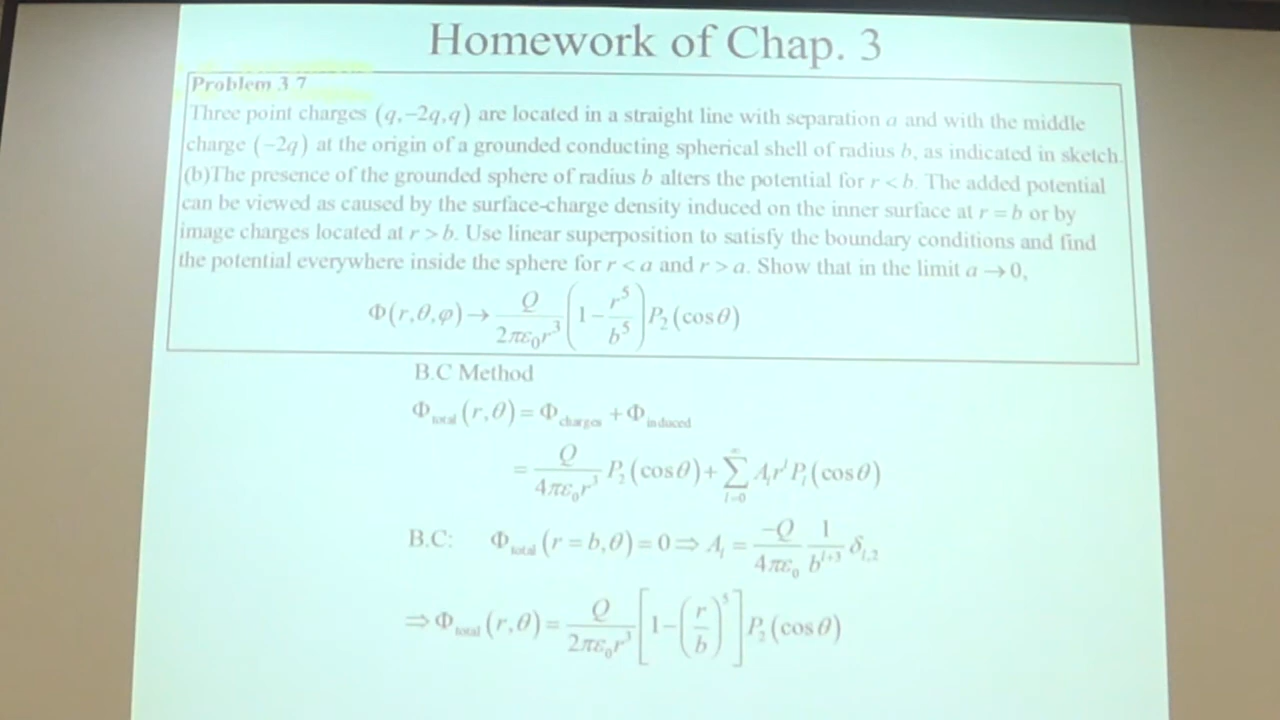 Homework of Chap. 3
Problem 3.7
Three point charges (q,−2q,q) are located in a straight line with separation a and with the middle
charge (−2q) at the origin of a grounded conducting spherical shell of radius b, as indicated in sketch.
(b)The presence of the grounded sphere of radius b alters the potential for r < b. The added potential
can be viewed as caused by the surface-charge density induced on the inner surface at r = b or by
image charges located at r > b. Use linear superposition to satisfy the boundary conditions and find
the potential everywhere inside the sphere for r < a and r > a. Show that in the limit a → 0,
Φ(r,θ,φ) → Q/(2πε₀r³) (1 − r⁵/b⁵) P₂(cosθ)
B.C Method
Φ_total (r,θ) = Φ_charges + Φ_induced
= Q/(4πε₀r³) P₂(cosθ) + ∑_{l=0}^{∞} A_l r^l P_l (cosθ)
B.C: Φ_total (r = b,θ) = 0 ⇒ A_l = −Q/(4πε₀) 1/b^{l+3} δ_{l,2}
⇒ Φ_total (r,θ) = Q/(2πε₀r³) [1 − (r/b)⁵] P₂(cosθ)